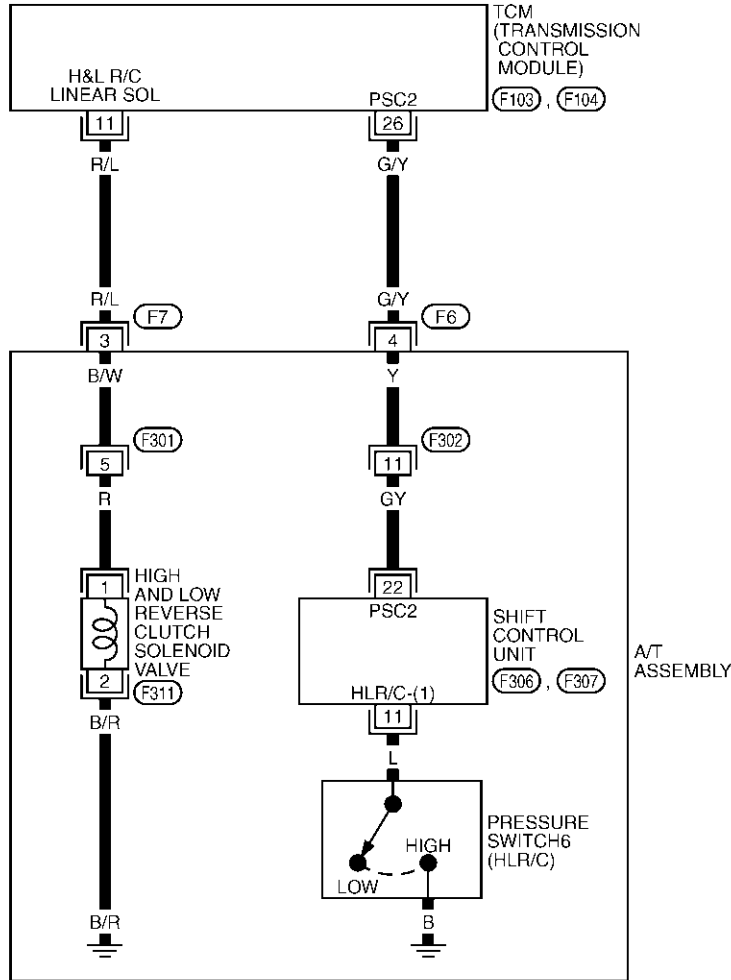 TCM
(TRANSMISSION
CONTROL
MODULE)
F103 , F104
H&L R/C
LINEAR SOL
PSC2
11
26
R/L
G/Y
R/L
G/Y
F7
F6
3
4
B/W
Y
F301
F302
5
11
R
GY
1
HIGH
AND LOW
REVERSE
CLUTCH
SOLENOID
VALVE
2
F311
B/R
22
PSC2
SHIFT
CONTROL
UNIT
F306 , F307
HLR/C-(1)
11
A/T
ASSEMBLY
L
PRESSURE
SWITCH6
(HLR/C)
HIGH
LOW
B/R
B